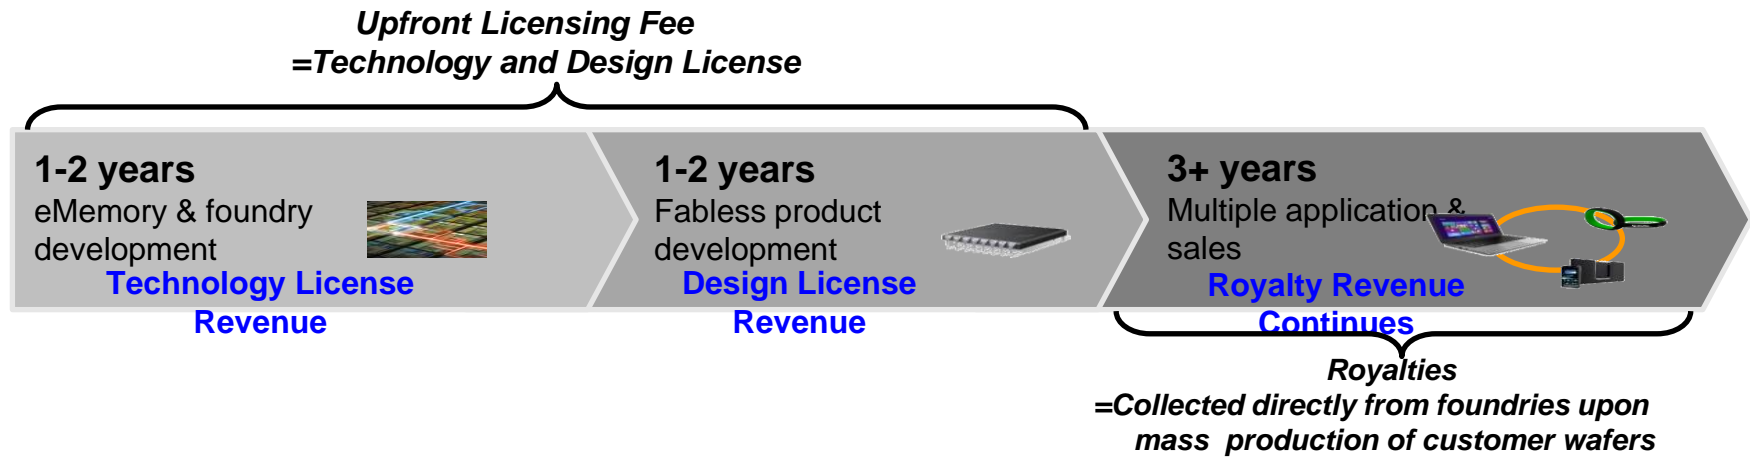 Upfront Licensing Fee
=Technology and Design License
1-2 years
eMemory & foundry
development
Technology License
Revenue
1-2 years
Fabless product
development
Design License
Revenue
3+ years
Multiple application &
sales
Royalty Revenue
Continues
Royalties
=Collected directly from foundries upon
mass production of customer wafers